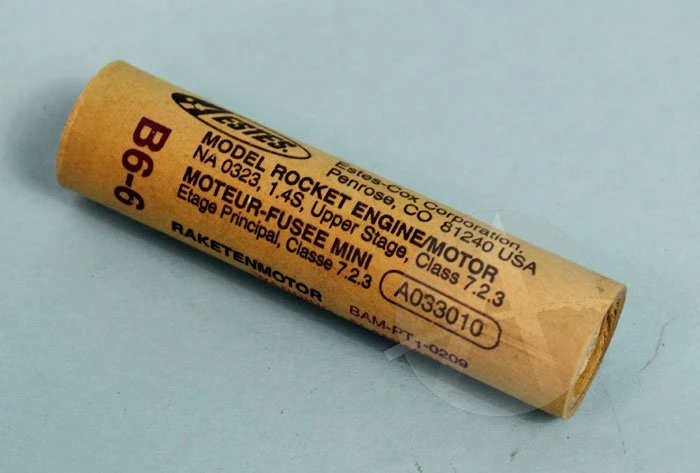 B6-6
ESTES®
Estes-Cox Corporation,
Penrose, CO 81240 USA
MODEL ROCKET ENGINE/MOTOR
NA 0323, 1.4S, Upper Stage, Class 7.2.3
MOTEUR-FUSEE MINI
Etage Principal, Classe 7.2.3
A033010
RAKETENMOTOR
BAM-PT1-0209